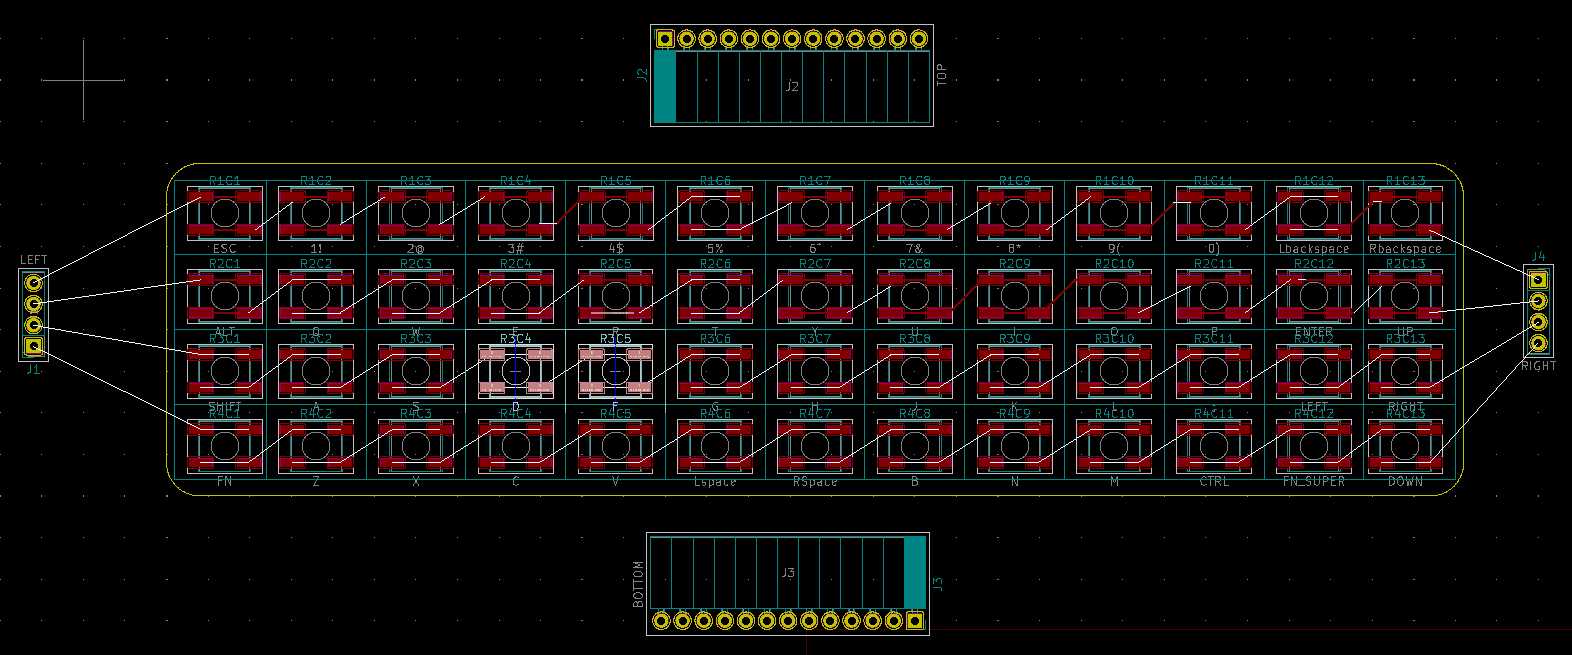 J2
J2
TOP
R1C1 R1C2 R1C3 R1C4 R1C5 R1C6 R1C7 R1C8 R1C9 R1C10 R1C11 R1C12 R1C13
ESC 1! 2@ 3# 4$ 5% 6^ 7& 8* 9( 0) Lbackspace Rbackspace
LEFT
J4
R2C1 R2C2 R2C3 R2C4 R2C5 R2C6 R2C7 R2C8 R2C9 R2C10 R2C11 R2C12 R2C13
ALT Q W E R T Y U I O P ENTER UP
R3C1 R3C2 R3C3 R3C4 R3C5 R3C6 R3C7 R3C8 R3C9 R3C10 R3C11 R3C12 R3C13
J1
RIGHT
SHIFT A S D F G H J K L LEFT RIGHT
R4C1 R4C2 R4C3 R4C4 R4C5 R4C6 R4C7 R4C8 R4C9 R4C10 R4C11 R4C12 R4C13
FN Z X C V Lspace RSpace B N M CTRL FN_SUPER DOWN
BOTTOM
J3
J3